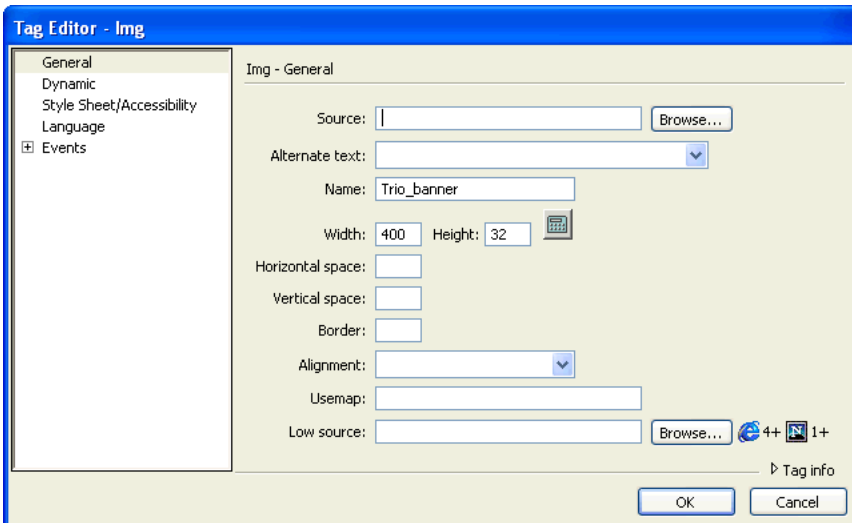 Tag Editor - Img
General
Dynamic
Style Sheet/Accessibility
Language
Events
Img - General
Source: Browse...
Alternate text:
Name: Trio_banner
Width: 400 Height: 32
Horizontal space:
Vertical space:
Border:
Alignment:
Usemap:
Low source: Browse... 4+ N 1+
Tag info
OK Cancel